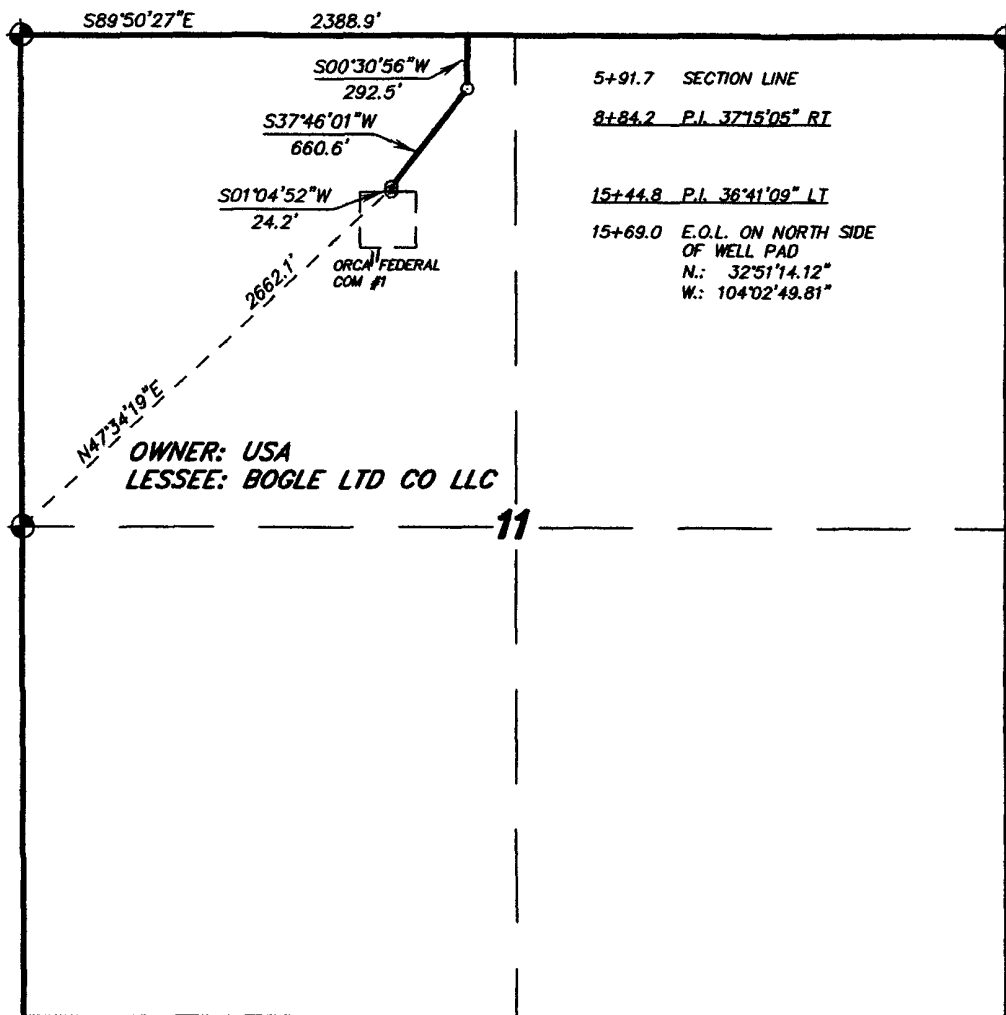 S89°50'27"E 2388.9'
S00°30'56"W
292.5'
S37°46'01"W
660.6'
S01°04'52"W
24.2'
5+91.7 SECTION LINE
8+84.2 P.I. 37°15'05" RT
15+44.8 P.I. 36°41'09" LT
15+69.0 E.O.L. ON NORTH SIDE
OF WELL PAD
N.: 32°51'14.12"
W.: 104°02'49.81"
ORCA FEDERAL
COM #1
2662.1'
N47°34'19"E
OWNER: USA
LESSEE: BOGLE LTD CO LLC
11